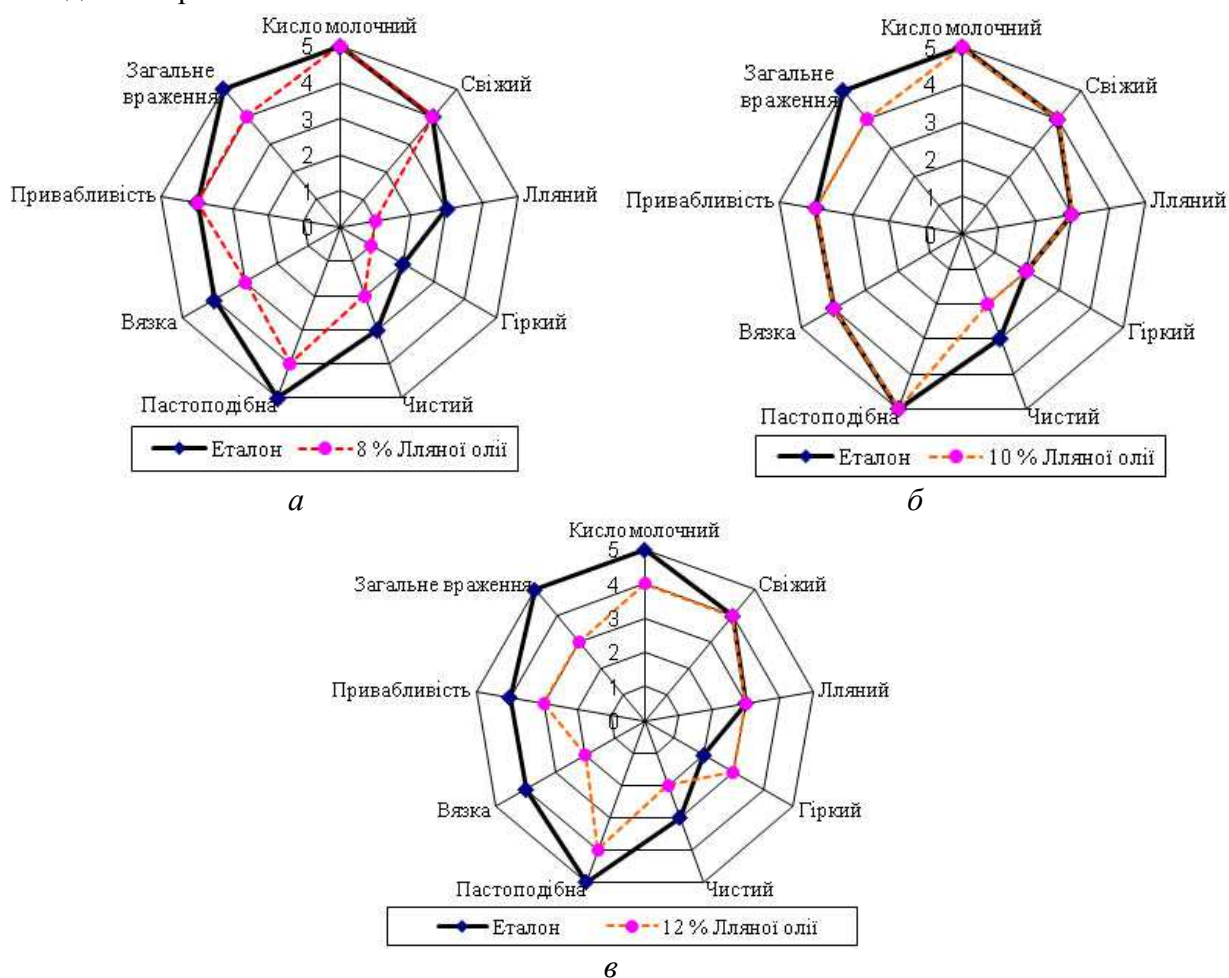 Кисломолочний
5
Свіжий
Загальне
враження
4
3
2
1
0
Привабливість
Лляний
Вязка
Гіркий
Пастоподібна
Чистий
Еталон
8 % Лляної олії
а
Кисломолочний
5
Свіжий
Загальне
враження
4
3
2
1
0
Привабливість
Лляний
Вязка
Гіркий
Пастоподібна
Чистий
Еталон
10 % Лляної олії
б
Кисломолочний
5
Свіжий
Загальне враження
4
3
2
1
0
Привабливість
Лляний
Вязка
Гіркий
Пастоподібна
Чистий
Еталон
12 % Лляної олії
в